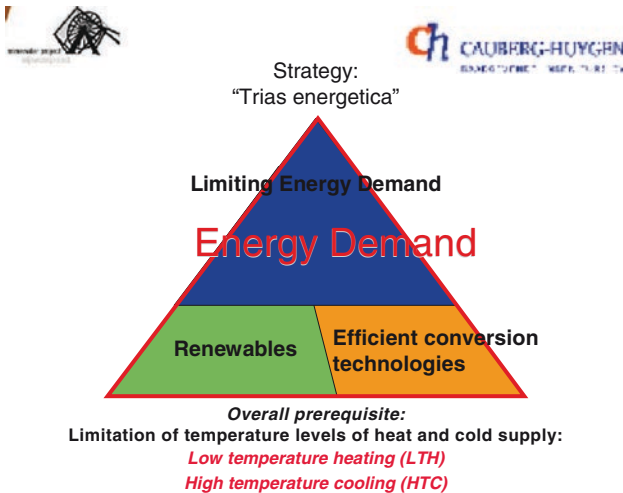 CAUBERG-HUYGEN
Strategy:
“Trias energetica”
Limiting Energy Demand
Energy Demand
Renewables
Efficient conversion
technologies
Overall prerequisite:
Limitation of temperature levels of heat and cold supply:
Low temperature heating (LTH)
High temperature cooling (HTC)